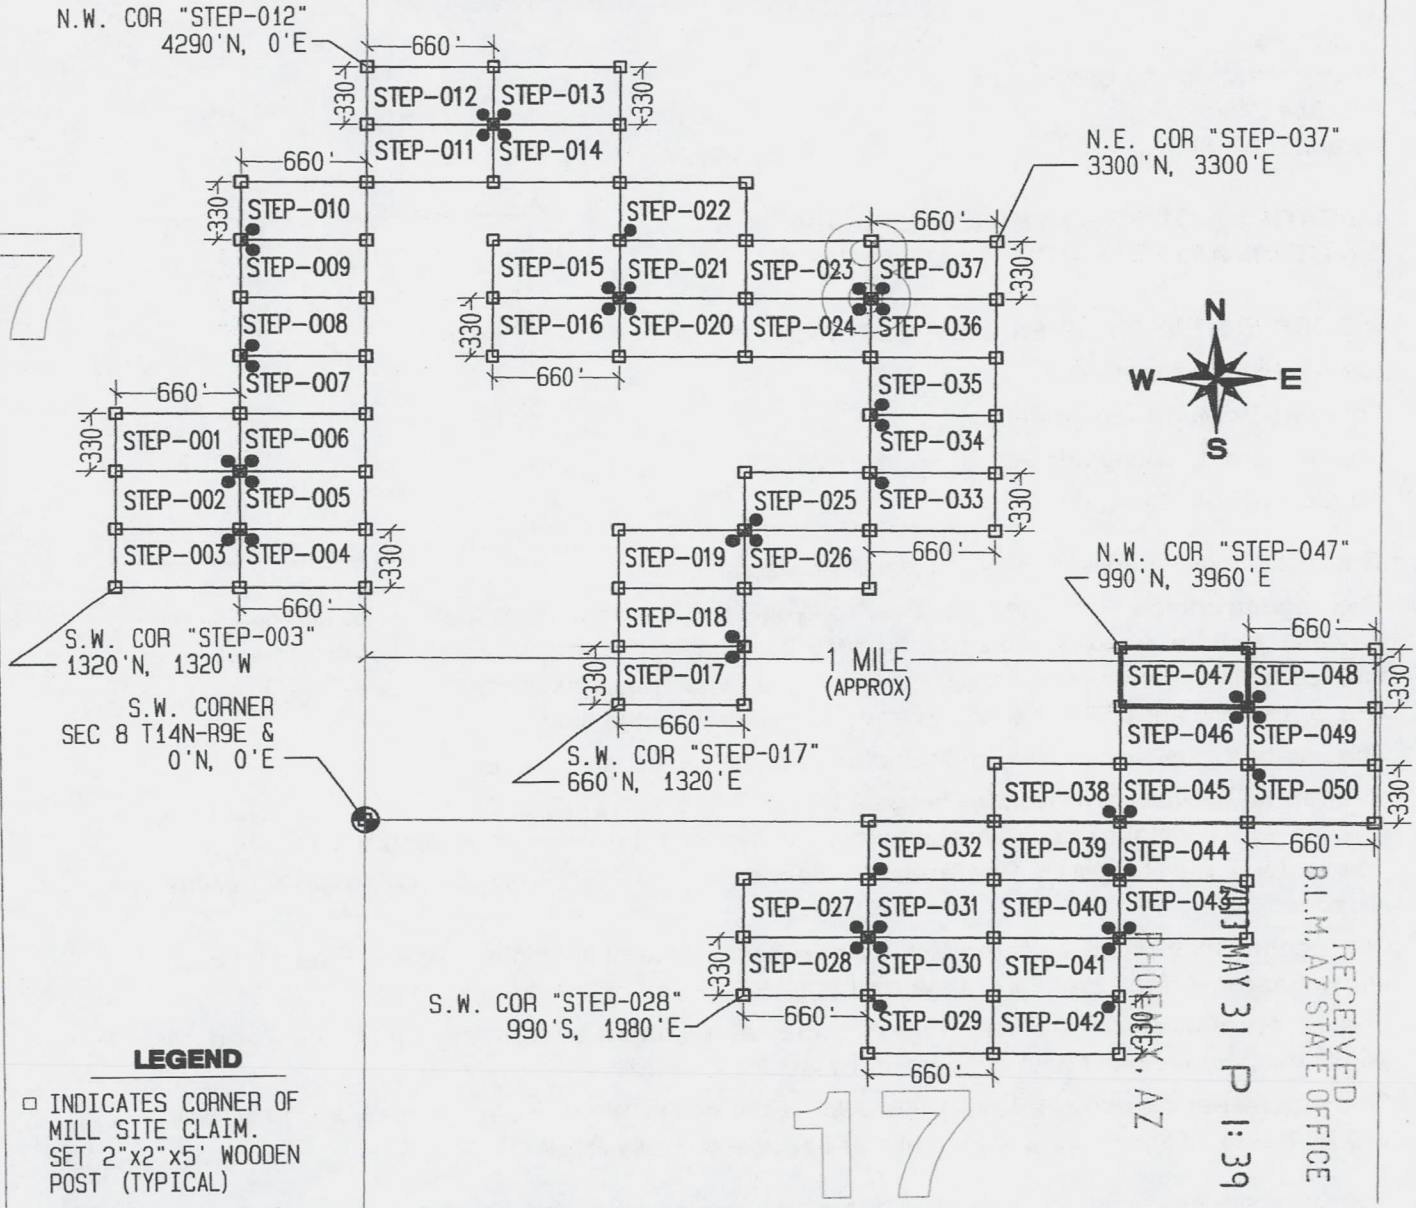 N.W. COR "STEP-012"
4290'N, 0'E
660'
330
STEP-012
STEP-013
330
STEP-011
STEP-014
N.E. COR "STEP-037"
3300'N, 3300'E
660'
330
STEP-010
STEP-022
660'
7
STEP-009
STEP-015
STEP-021
STEP-023
8
STEP-037
330
STEP-008
330
STEP-016
STEP-020
STEP-024
STEP-036
N
W
E
S
660'
STEP-007
660'
STEP-035
330
STEP-001
STEP-006
STEP-034
STEP-002
STEP-005
STEP-025
STEP-033
330
STEP-003
STEP-004
330
STEP-019
STEP-026
660'
N.W. COR "STEP-047"
990'N, 3960'E
660'
STEP-018
660'
S.W. COR "STEP-003"
1320'N, 1320'W
330
STEP-017
1 MILE
(APPROX)
STEP-047
STEP-048
330
660'
S.W. CORNER
SEC 8 T14N-R9E &
0'N, 0'E
S.W. COR "STEP-017"
660'N, 1320'E
STEP-046
STEP-049
STEP-038
STEP-045
STEP-050
330
STEP-032
STEP-039
STEP-044
660'
STEP-027
STEP-031
STEP-040
STEP-043
330
STEP-028
STEP-030
STEP-041
S.W. COR "STEP-028"
990'S, 1980'E
660'
STEP-029
STEP-042
330
660'
17
RECEIVED
B.L.M. AZ STATE OFFICE
MAY 31 P 1:39
PHOENIX, AZ
LEGEND
□ INDICATES CORNER OF
MILL SITE CLAIM.
SET 2"x2"x5' WOODEN
POST (TYPICAL)